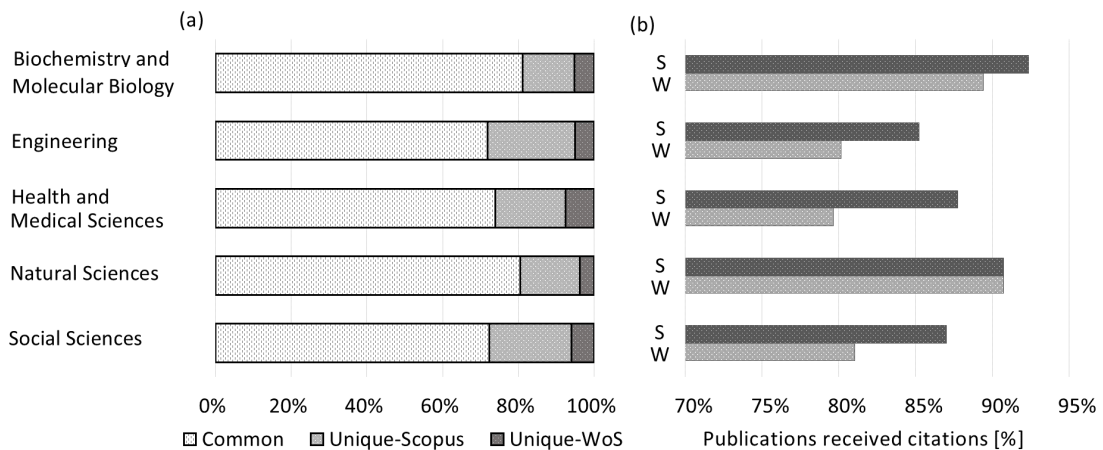 (a)
Biochemistry and
Molecular Biology
Engineering
Health and
Medical Sciences
Natural Sciences
Social Sciences
0% 20% 40% 60% 80% 100%
Common Unique-Scopus Unique-WoS
(b)
S
W
S
W
S
W
S
W
S
W
70% 75% 80% 85% 90% 95%
Publications received citations [%]